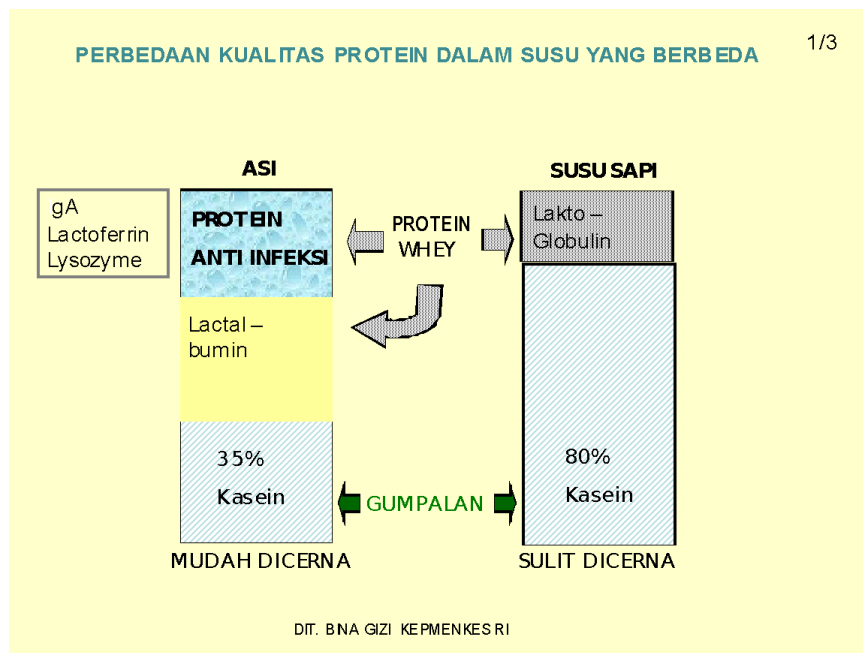 PERBEDAAN KUALITAS PROTEIN DALAM SUSU YANG BERBEDA
1/3
ASI
SUSU SAPI
gA
Lactoferrin
Lysozyme
PROTEIN
ANTI INFEKSI
PROTEIN
WHEY
Lakto –
Globulin
Lactal –
bumin
35%
Kasein
GUMPALAN
80%
Kasein
MUDAH DICERNA
SULIT DICERNA
DIT. BINA GIZI KEPMENKES RI